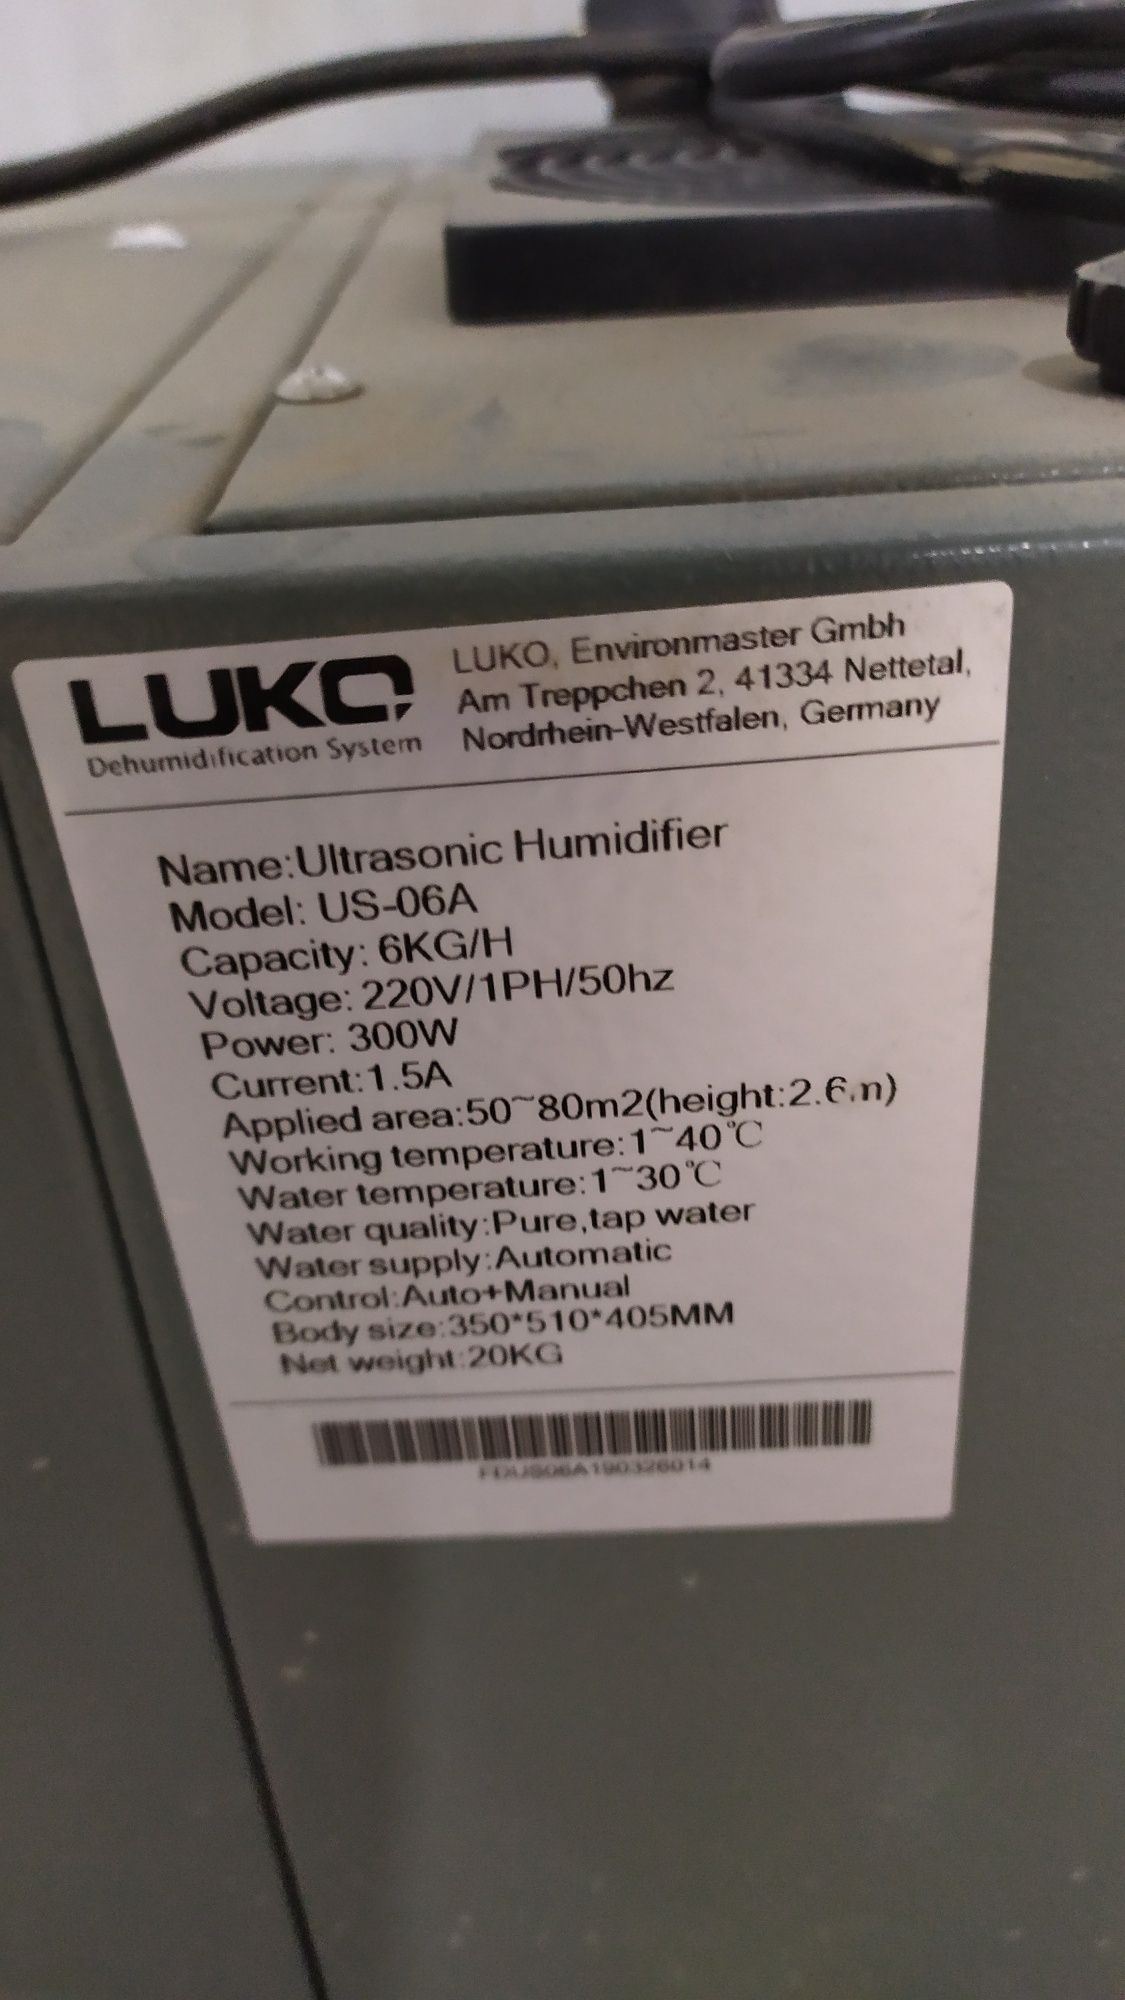 LUKO
Dehumidification System
LUKO, Environmaster Gmbh
Am Treppchen 2, 41334 Nettetal,
Nordrhein-Westfalen, Germany
Name:Ultrasonic Humidifier
Model: US-06A
Capacity: 6KG/H
Voltage: 220V/1PH/50hz
Power: 300W
Current:1.5A
Applied area:50~80m2(height:2.6m)
Working temperature:1~40℃
Water temperature:1~30℃
Water quality:Pure,tap water
Water supply:Automatic
Control:Auto+Manual
Body size:350*510*405MM
Net weight:20KG
FDUS06A190326014